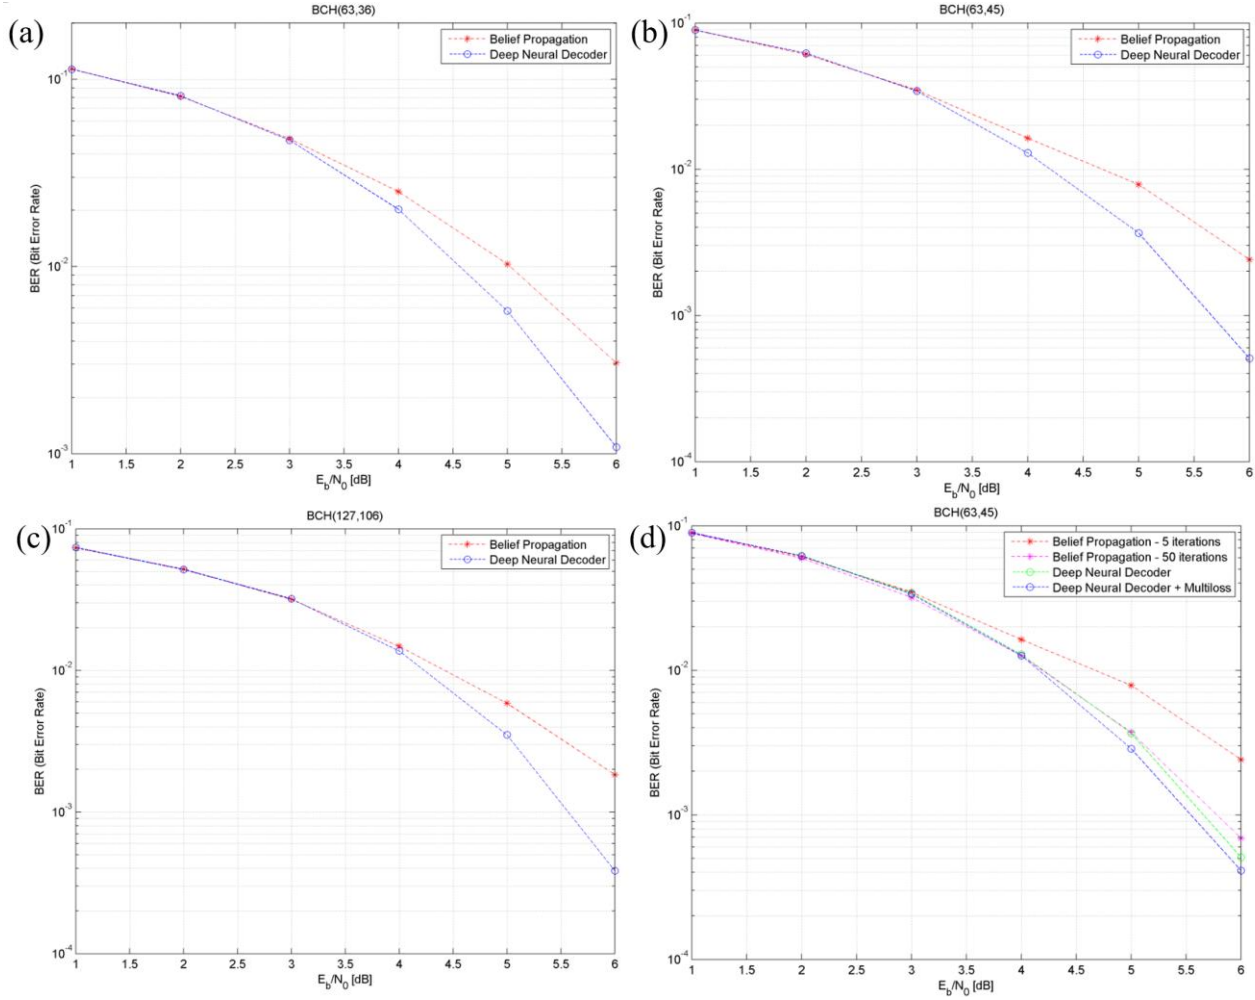 (a)
BCH(63,36)
Belief Propagation
Deep Neural Decoder
BER (Bit Error Rate)
10^-1
10^-2
10^-3
1 1.5 2 2.5 3 3.5 4 4.5 5 5.5 6
E_b/N_0 [dB]
(b)
BCH(63,45)
Belief Propagation
Deep Neural Decoder
BER (Bit Error Rate)
10^-1
10^-2
10^-3
10^-4
1 1.5 2 2.5 3 3.5 4 4.5 5 5.5 6
E_b/N_0 [dB]
(c)
BCH(127,106)
Belief Propagation
Deep Neural Decoder
BER (Bit Error Rate)
10^-1
10^-2
10^-3
10^-4
1 1.5 2 2.5 3 3.5 4 4.5 5 5.5 6
E_b/N_0 [dB]
(d)
BCH(63,45)
Belief Propagation - 5 iterations
Belief Propagation - 50 iterations
Deep Neural Decoder
Deep Neural Decoder + Multiloss
BER (Bit Error Rate)
10^-1
10^-2
10^-3
10^-4
1 1.5 2 2.5 3 3.5 4 4.5 5 5.5 6
E_b/N_0 [dB]